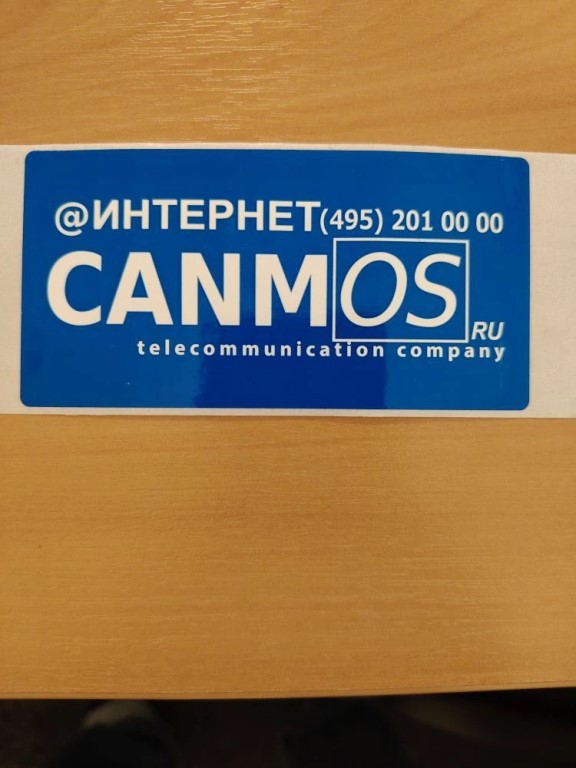 @ИНТЕРНЕТ(495) 201 00 00
CANMOS
RU
telecommunication company